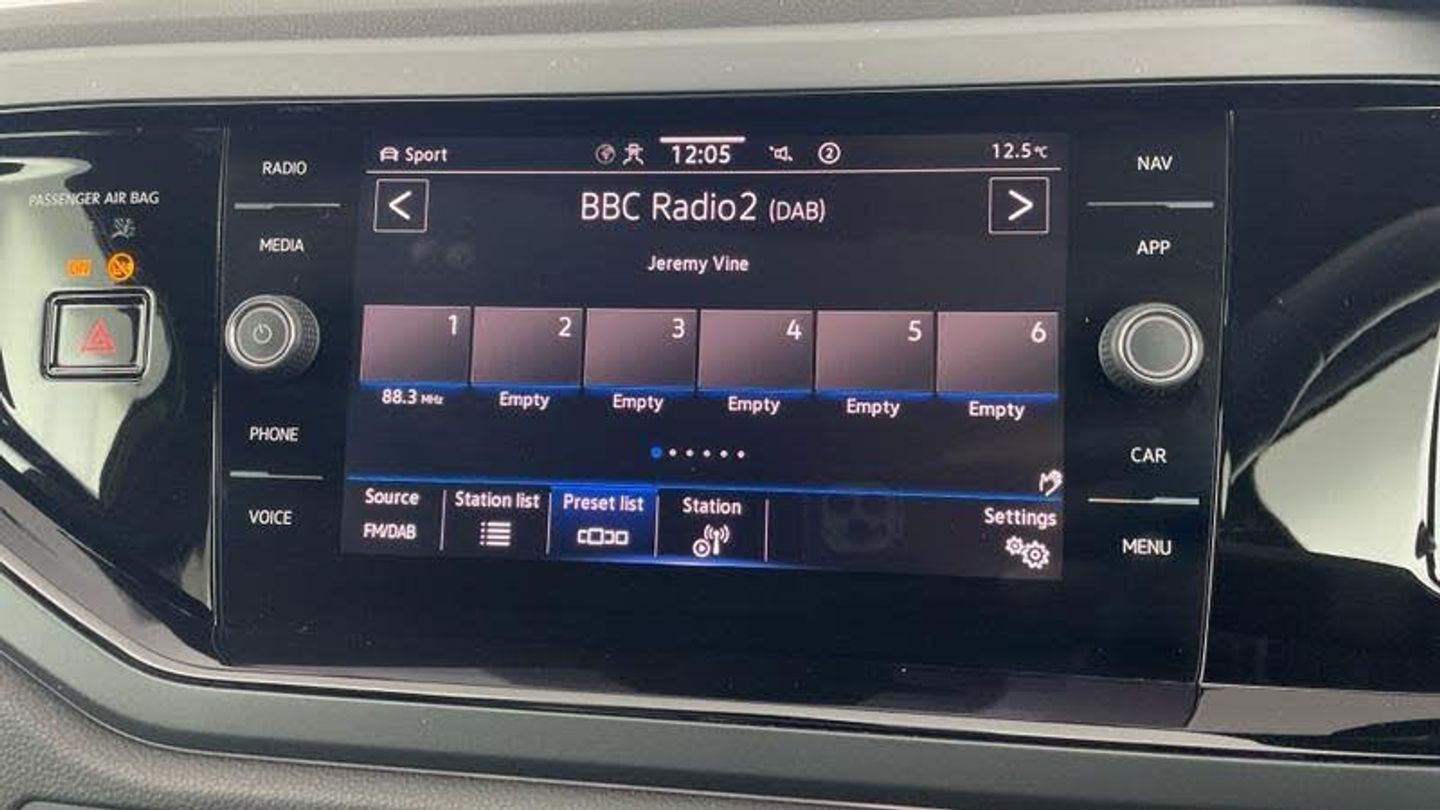 PASSENGER AIR BAG
RADIO
MEDIA
PHONE
VOICE
Sport
12:05
2
12.5°C
< BBC Radio2 (DAB) >
Jeremy Vine
1 2 3 4 5 6
88.3 MHz Empty Empty Empty Empty Empty
Source Station list Preset list Station Settings
FM/DAB
NAV
APP
CAR
MENU